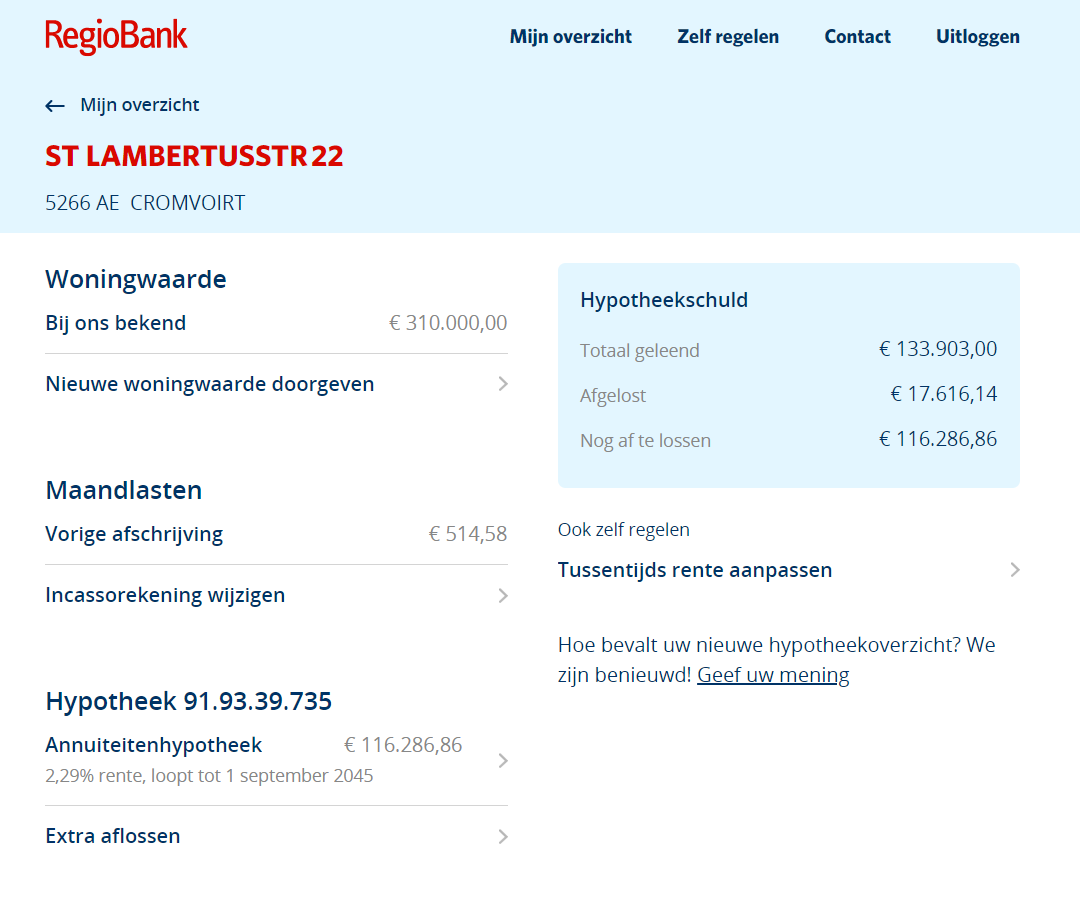 RegioBank
Mijn overzicht Zelf regelen Contact Uitloggen
← Mijn overzicht
ST LAMBERTUSSTR 22
5266 AE CROMVOIRT
Woningwaarde
Bij ons bekend € 310.000,00
Nieuwe woningwaarde doorgeven
Maandlasten
Vorige afschrijving € 514,58
Incassorekening wijzigen
Hypotheek 91.93.39.735
Annuiteitenhypotheek € 116.286,86
2,29% rente, loopt tot 1 september 2045
Extra aflossen
Hypotheekschuld
Totaal geleend € 133.903,00
Afgelost € 17.616,14
Nog af te lossen € 116.286,86
Ook zelf regelen
Tussentijds rente aanpassen
Hoe bevalt uw nieuwe hypotheekoverzicht? We
zijn benieuwd! Geef uw mening